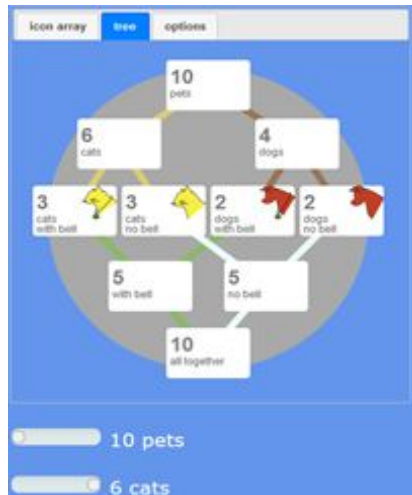 icon array tree options
10
pets
6
cats
4
dogs
3
cats
with bell
3
cats
no bell
2
dogs
with bell
2
dogs
no bell
5
with bell
5
no bell
10
all together
10 pets
6 cats